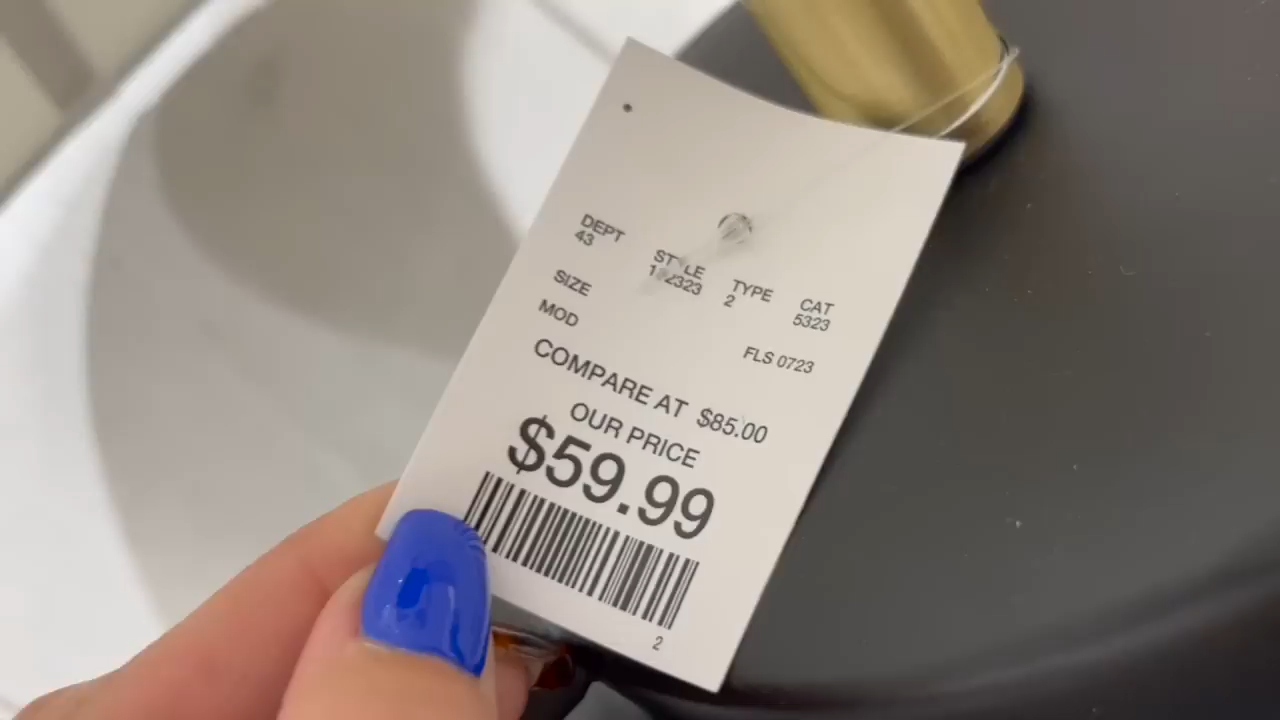 DEPT STYLE TYPE CAT
43 2 5323
SIZE
MOD FLS 0723
COMPARE AT $85.00
OUR PRICE
$59.99
2